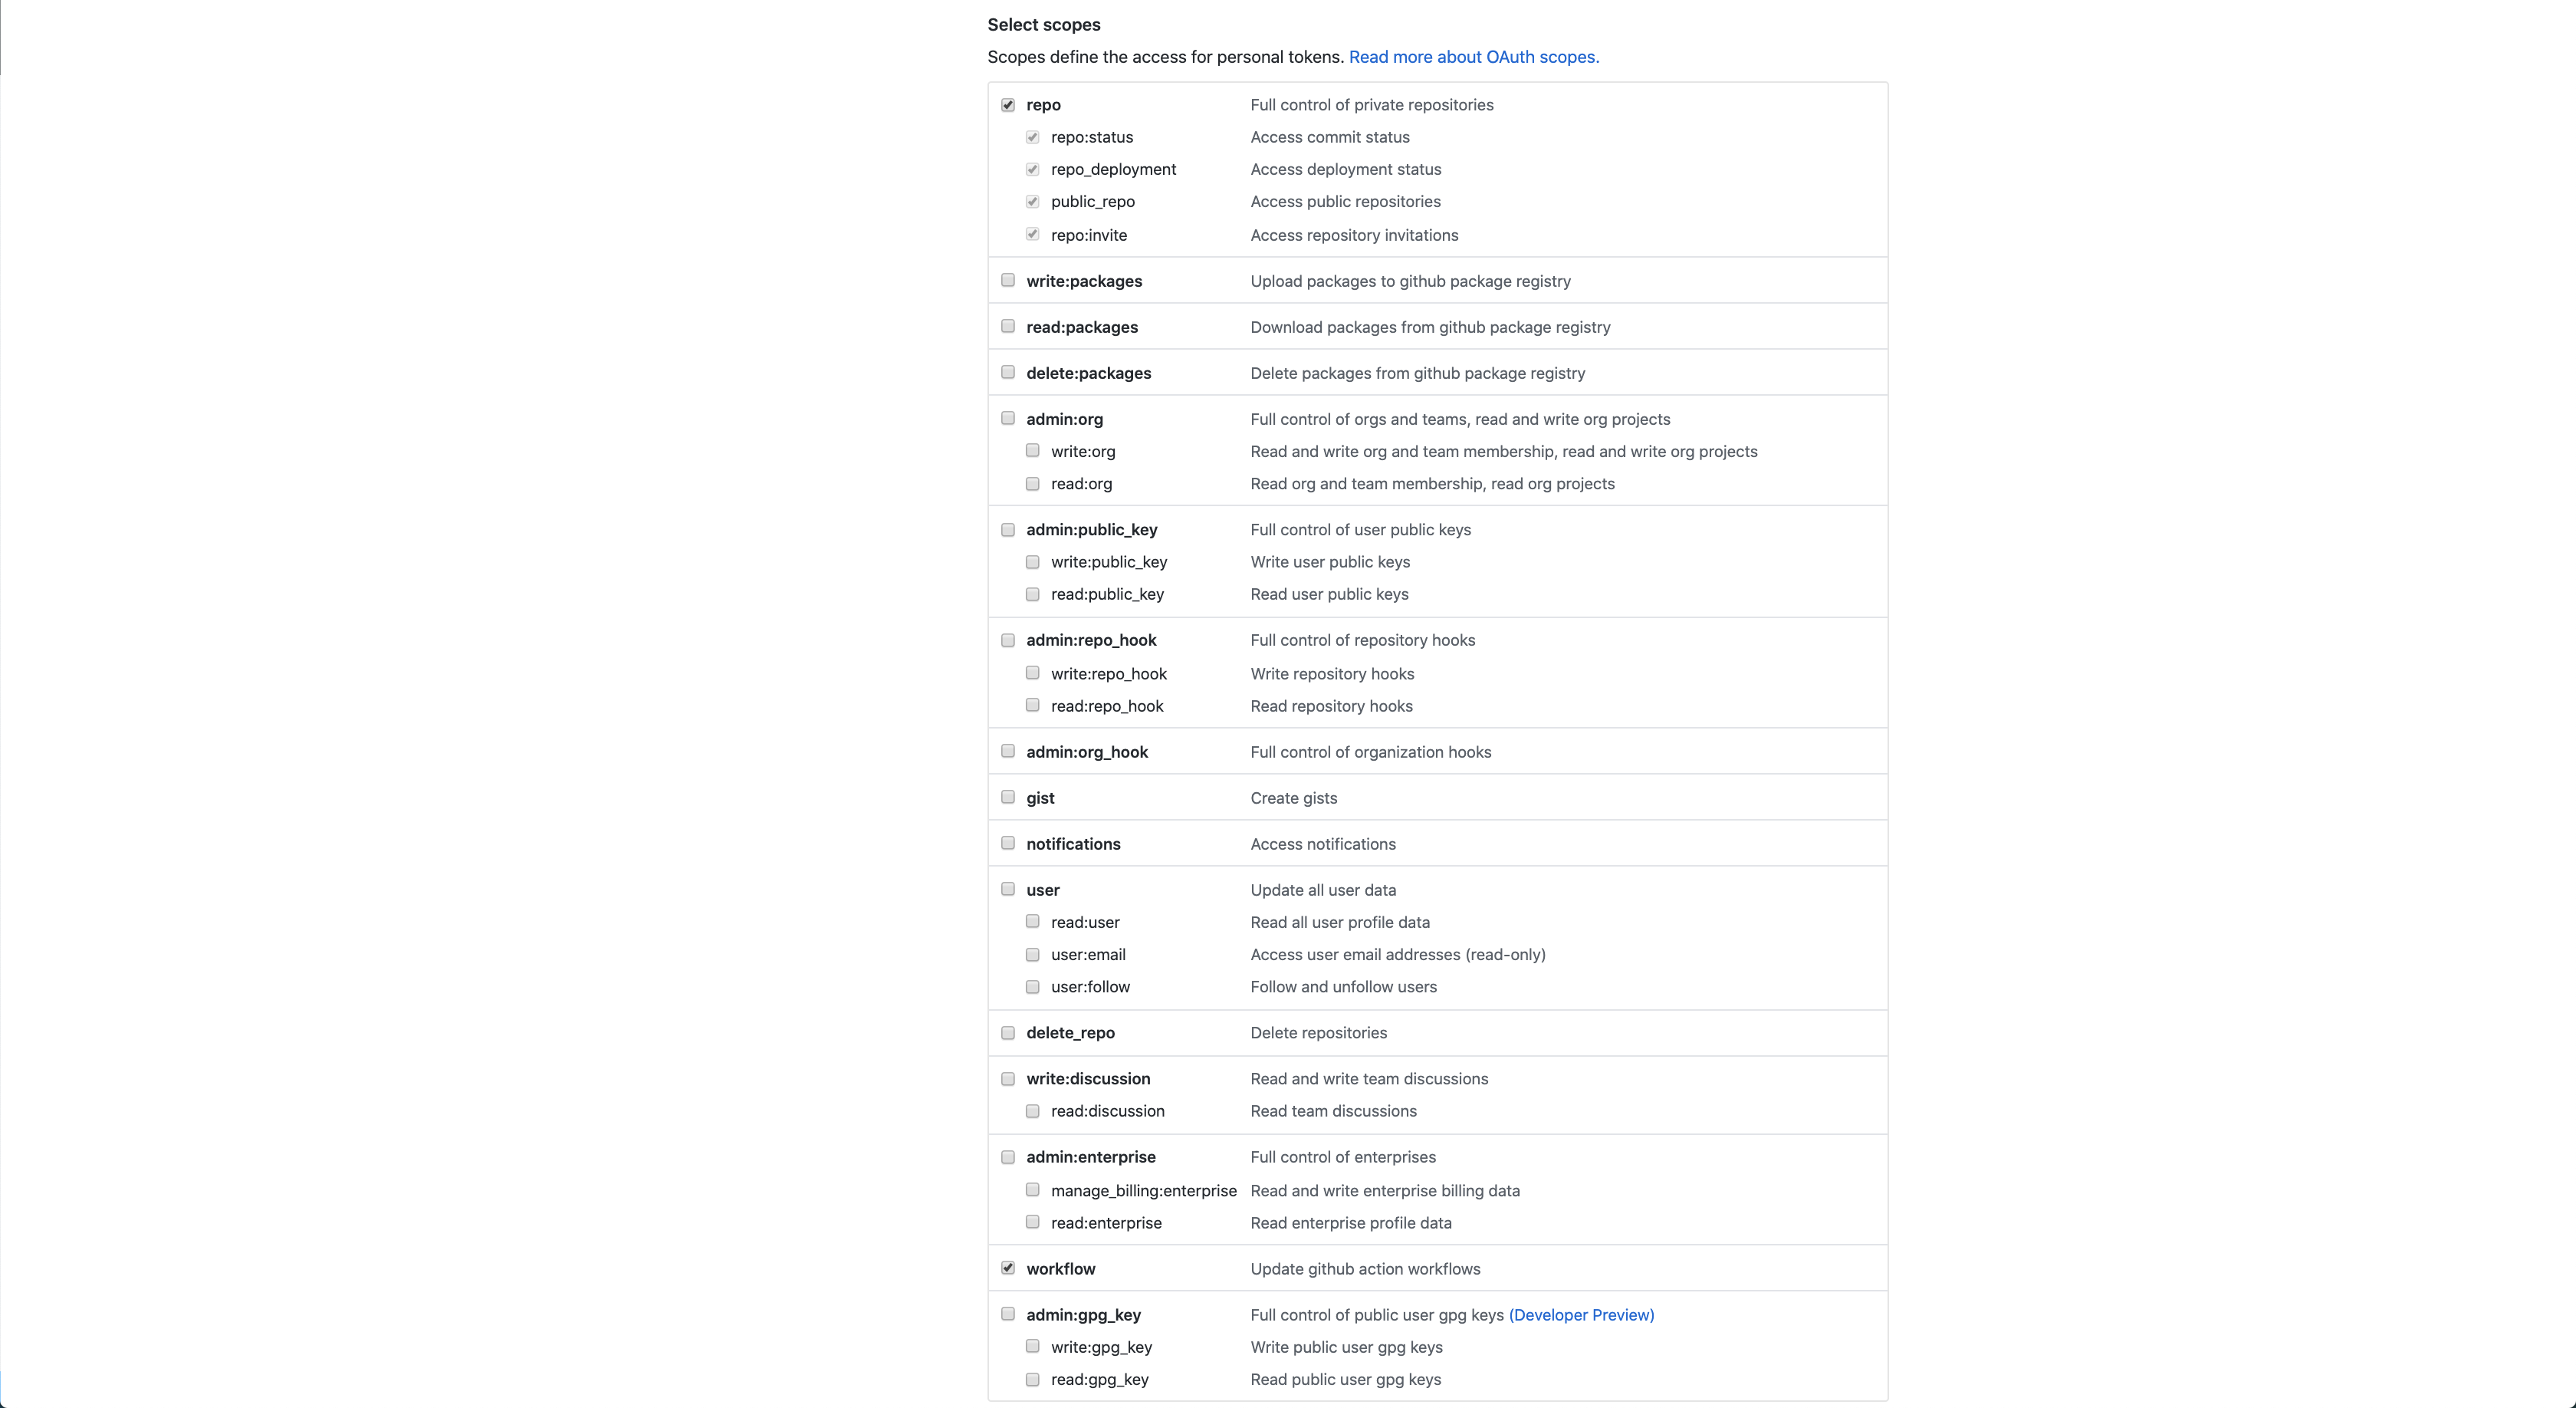 Select scopes
Scopes define the access for personal tokens. Read more about OAuth scopes.
repo Full control of private repositories
repo:status Access commit status
repo_deployment Access deployment status
public_repo Access public repositories
repo:invite Access repository invitations
write:packages Upload packages to github package registry
read:packages Download packages from github package registry
delete:packages Delete packages from github package registry
admin:org Full control of orgs and teams, read and write org projects
write:org Read and write org and team membership, read and write org projects
read:org Read org and team membership, read org projects
admin:public_key Full control of user public keys
write:public_key Write user public keys
read:public_key Read user public keys
admin:repo_hook Full control of repository hooks
write:repo_hook Write repository hooks
read:repo_hook Read repository hooks
admin:org_hook Full control of organization hooks
gist Create gists
notifications Access notifications
user Update all user data
read:user Read all user profile data
user:email Access user email addresses (read-only)
user:follow Follow and unfollow users
delete_repo Delete repositories
write:discussion Read and write team discussions
read:discussion Read team discussions
admin:enterprise Full control of enterprises
manage_billing:enterprise Read and write enterprise billing data
read:enterprise Read enterprise profile data
workflow Update github action workflows
admin:gpg_key Full control of public user gpg keys (Developer Preview)
write:gpg_key Write public user gpg keys
read:gpg_key Read public user gpg keys